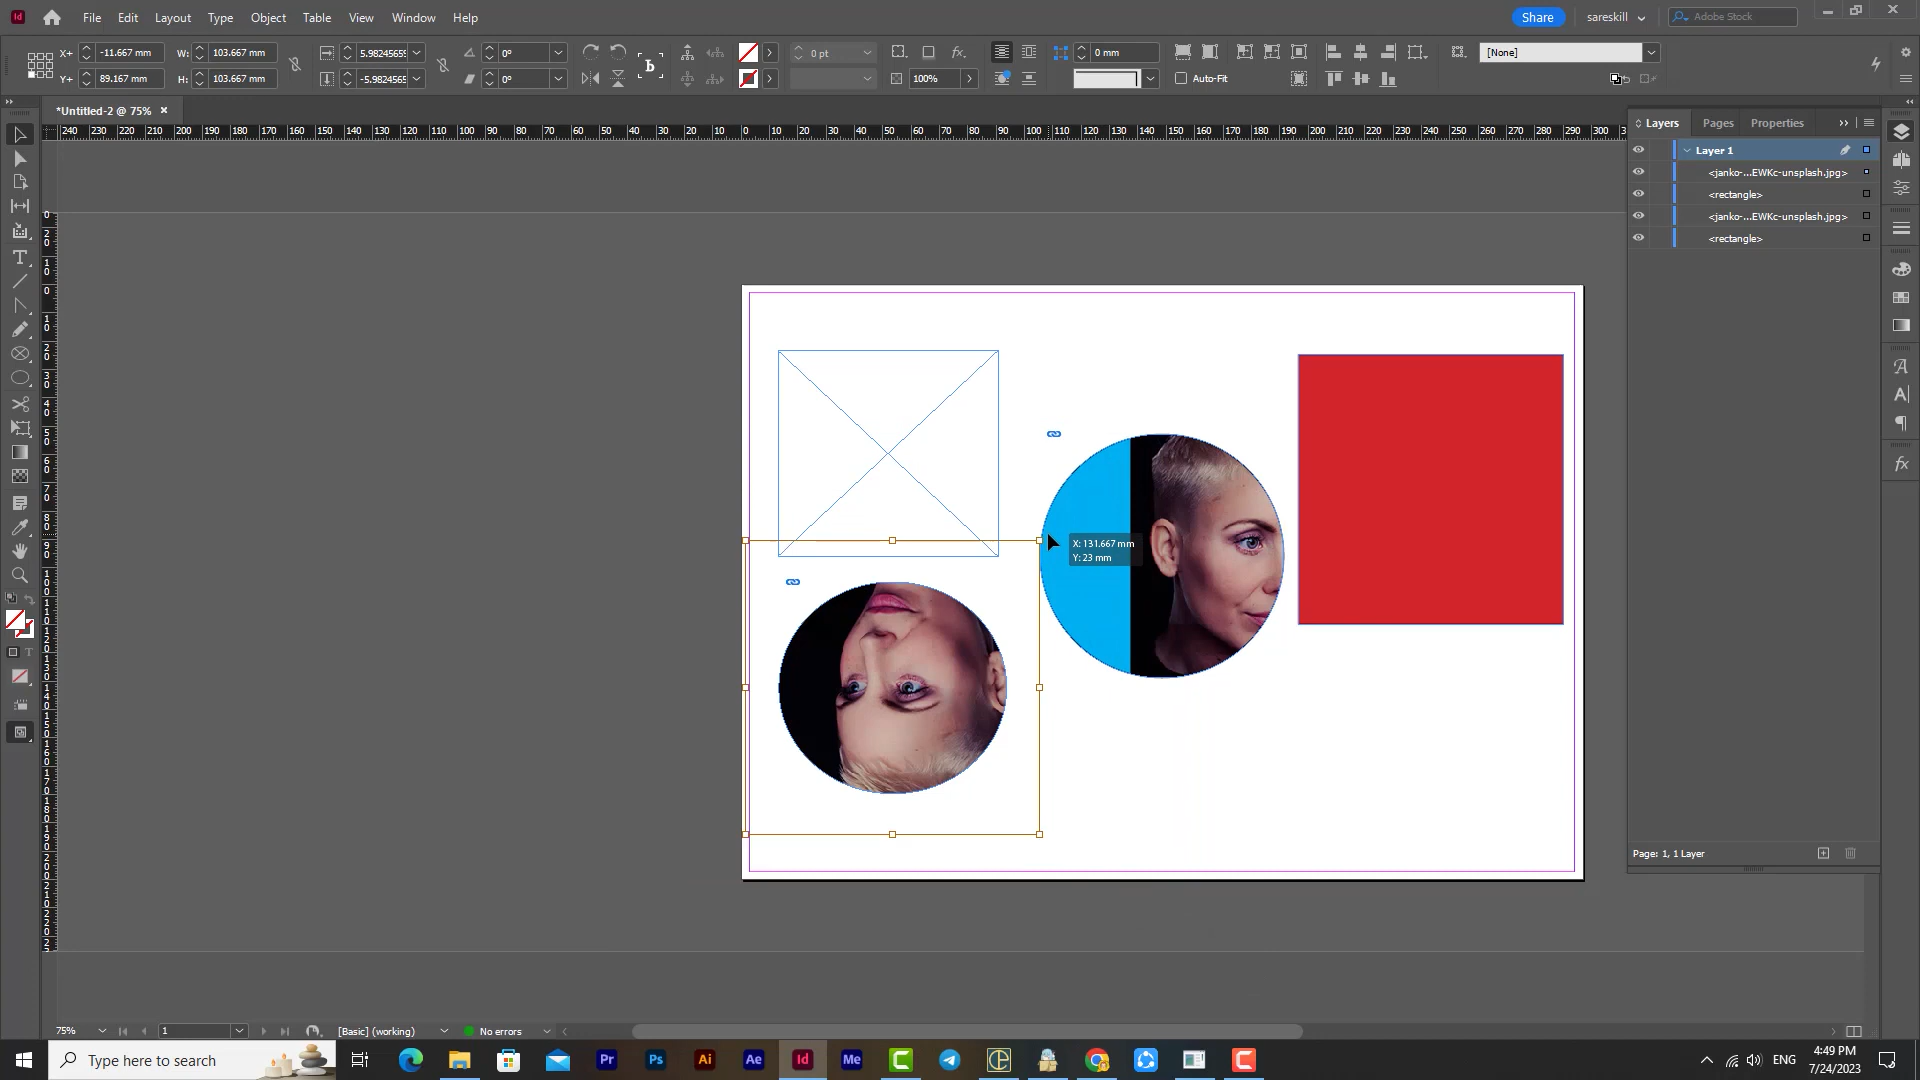 Id File Edit Layout Type Object Table View Window Help Share sareskill Adobe Stock
X+ -11.667 mm W: 103.667 mm 0° 0 pt 0 mm [None]
Y+ 89.167 mm H: 103.667 mm 0° 100% Auto-Fit
*Untitled-2 @ 75% ×
Layers Pages Properties
240 230 220 210 200 190 180 170 160 150 140 130 120 110 100 90 80 70 60 50 40 30 20 10 0 10 20 30 40 50 60 70 80 90 100 110 120 130 140 150 160 170 180 190 200 210 220 230 240 250 260 270 280 290 300
Layer 1
<janko-...EWKc-unsplash.jpg>
<rectangle>
<janko-...EWKc-unsplash.jpg>
<rectangle>
X: 131.667 mm
Y: 23 mm
Page: 1, 1 Layer
75% 1 [Basic] (working) No errors
Type here to search Pr Ps Ai Ae Id Me ENG
4:49 PM
7/24/2023